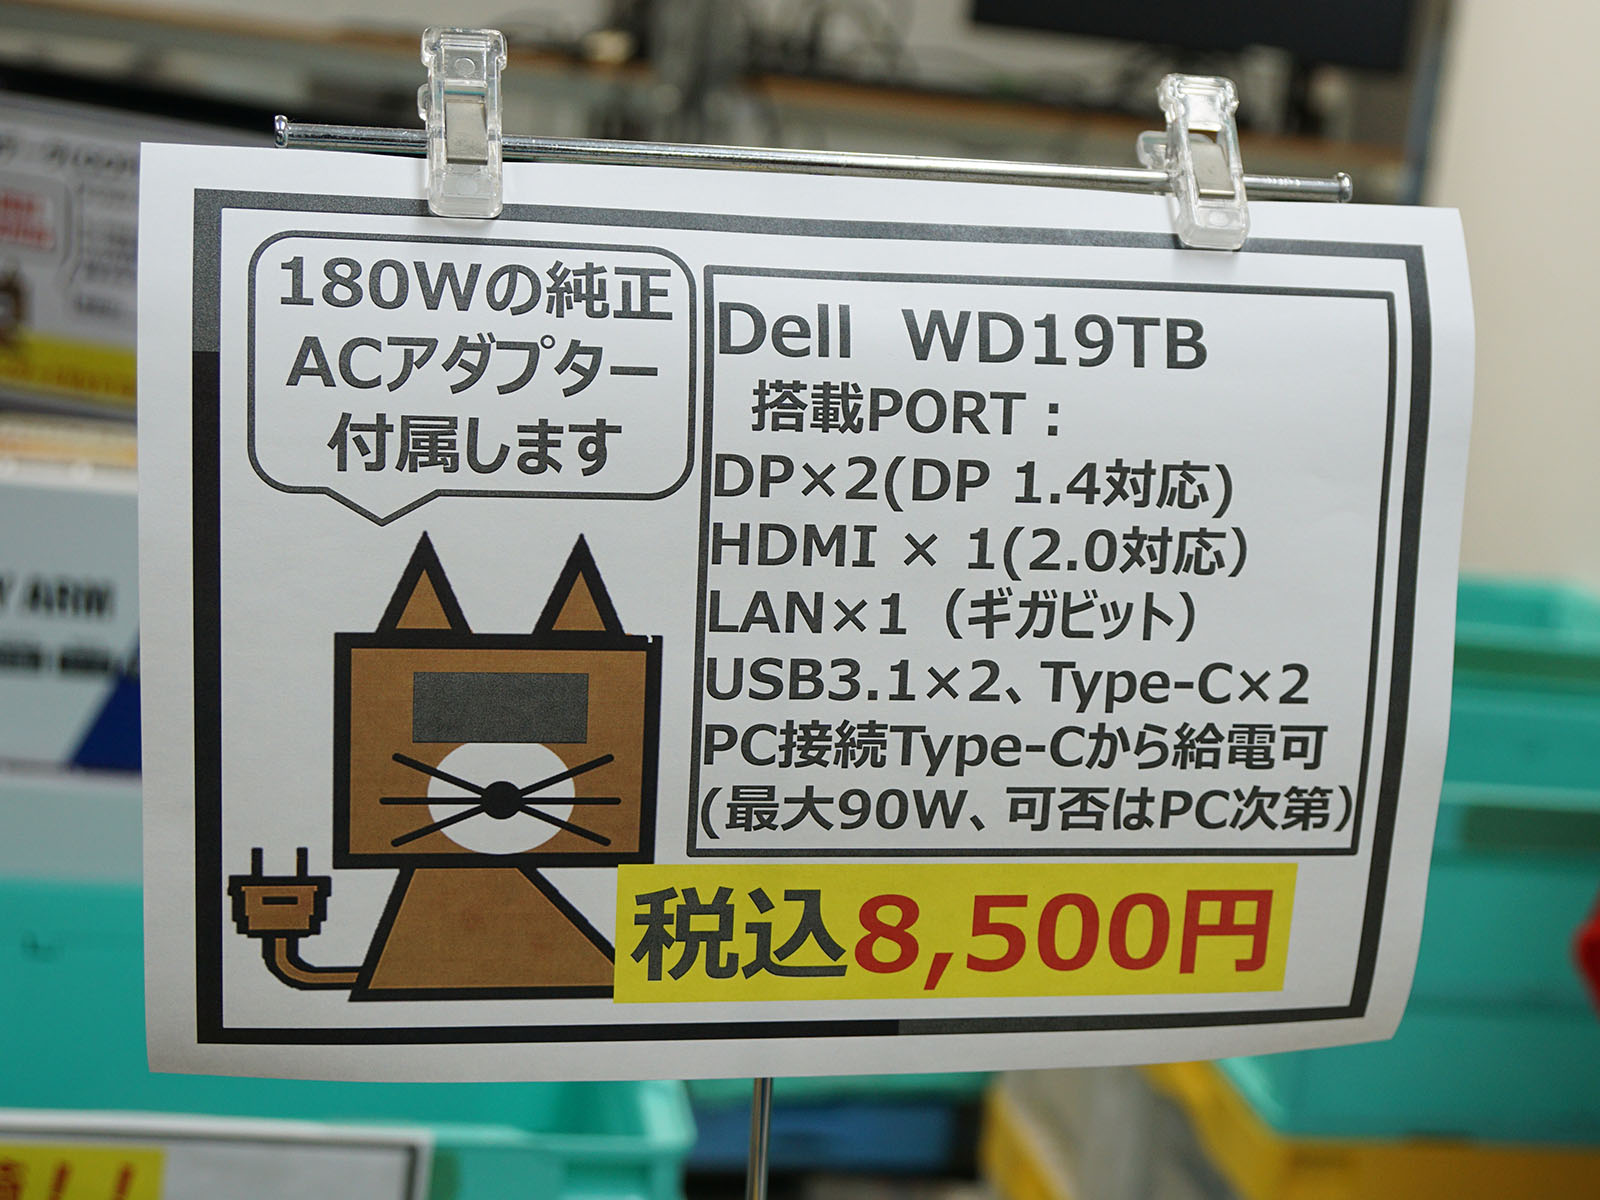 180Wの純正
ACアダプター
付属します
Dell WD19TB
搭載PORT：
DP×2(DP 1.4対応)
HDMI × 1(2.0対応）
LAN×1（ギガビット）
USB3.1×2、Type-C×2
PC接続Type-Cから給電可
(最大90W、可否はPC次第）
税込8,500円
Y ARM
！！